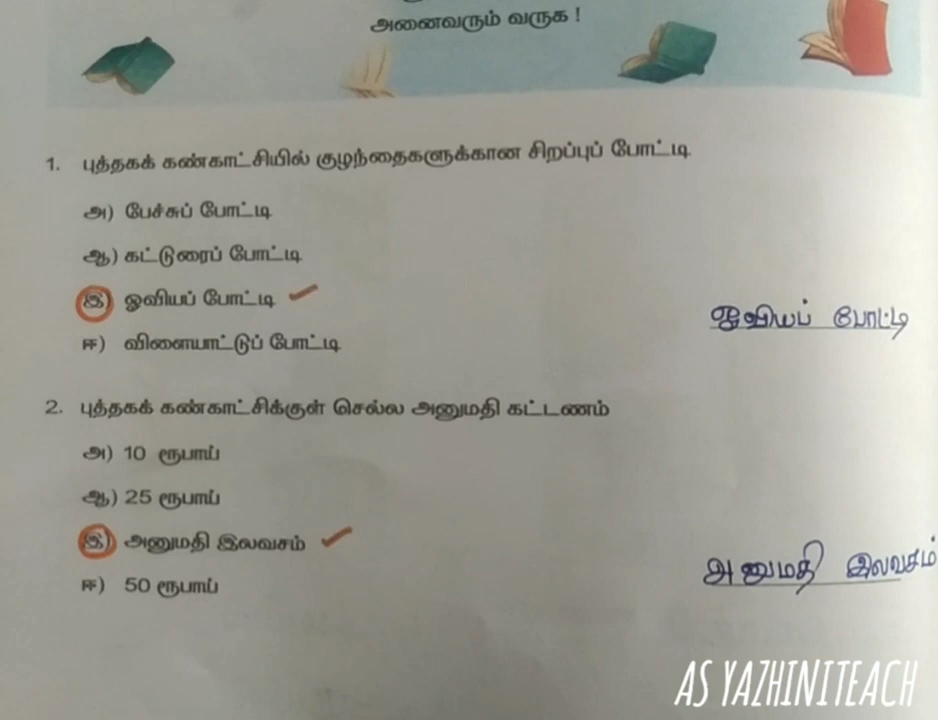 அனைவரும் வருக !
1. புத்தகக் கண்காட்சியில் குழந்தைகளுக்கான சிறப்புப் போட்டி
அ) பேச்சுப் போட்டி
ஆ) கட்டுரைப் போட்டி
இ) ஓவியப் போட்டி
ஓவியப் போட்டி
ஈ) விளையாட்டுப் போட்டி
2. புத்தகக் கண்காட்சிக்குள் செல்ல அனுமதி கட்டணம்
அ) 10 ரூபாய்
ஆ) 25 ரூபாய்
இ) அனுமதி இலவசம்
அனுமதி இலவசம்
ஈ) 50 ரூபாய்
AS YAZHINITEACH